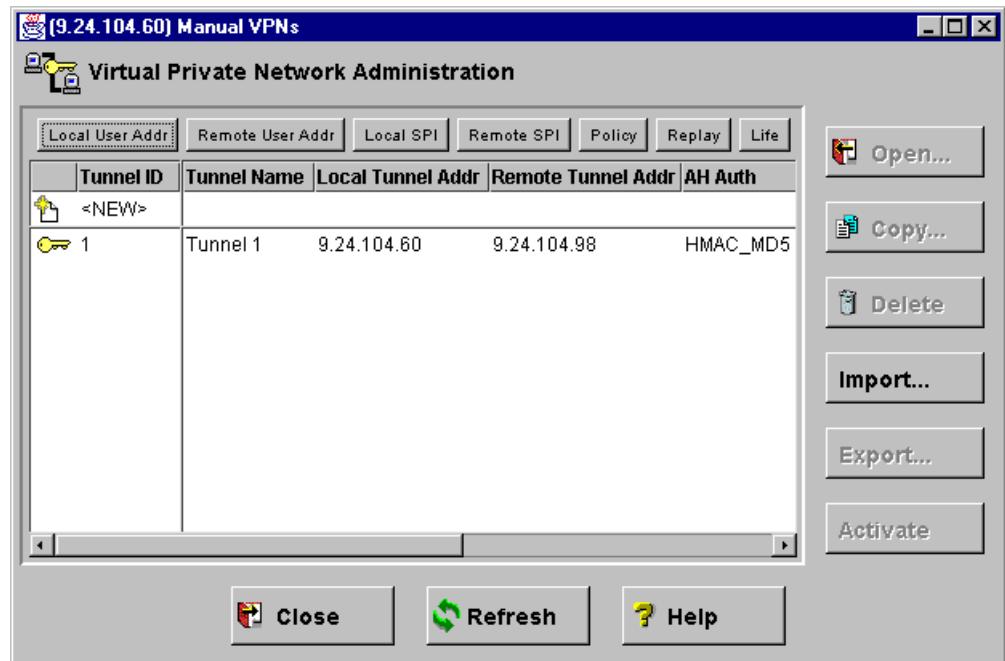 (9.24.104.60) Manual VPNs
Virtual Private Network Administration
Local User Addr Remote User Addr Local SPI Remote SPI Policy Replay Life
Tunnel ID Tunnel Name Local Tunnel Addr Remote Tunnel Addr AH Auth
<NEW>
1 Tunnel 1 9.24.104.60 9.24.104.98 HMAC_MD5
Open...
Copy...
Delete
Import...
Export...
Activate
Close Refresh Help